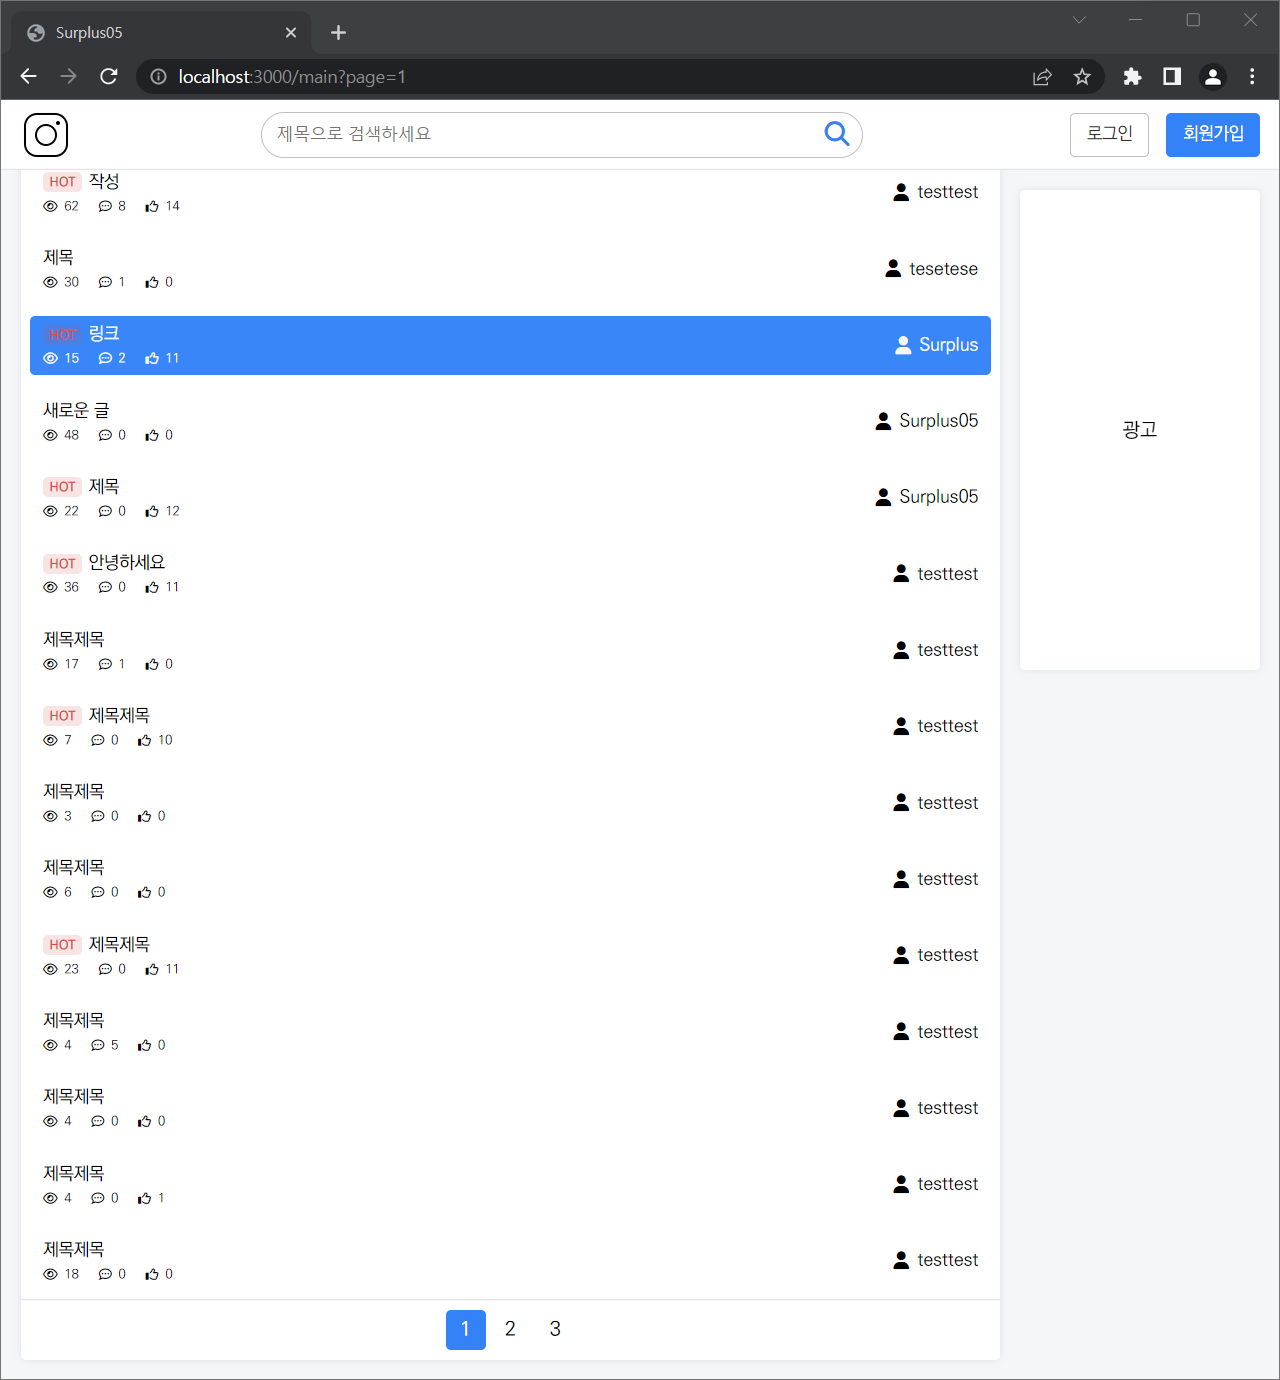 Surplus05
localhost:3000/main?page=1
제목으로 검색하세요
로그인
회원가입
HOT 작성
testtest
62 8 14
제목
tesetese
30 1 0
HOT 링크
Surplus
15 2 11
새로운 글
Surplus05
48 0 0
HOT 제목
Surplus05
22 0 12
HOT 안녕하세요
testtest
36 0 11
제목제목
testtest
17 1 0
HOT 제목제목
testtest
7 0 10
제목제목
testtest
3 0 0
제목제목
testtest
6 0 0
HOT 제목제목
testtest
23 0 11
제목제목
testtest
4 5 0
제목제목
testtest
4 0 0
제목제목
testtest
4 0 1
제목제목
testtest
18 0 0
1 2 3
광고